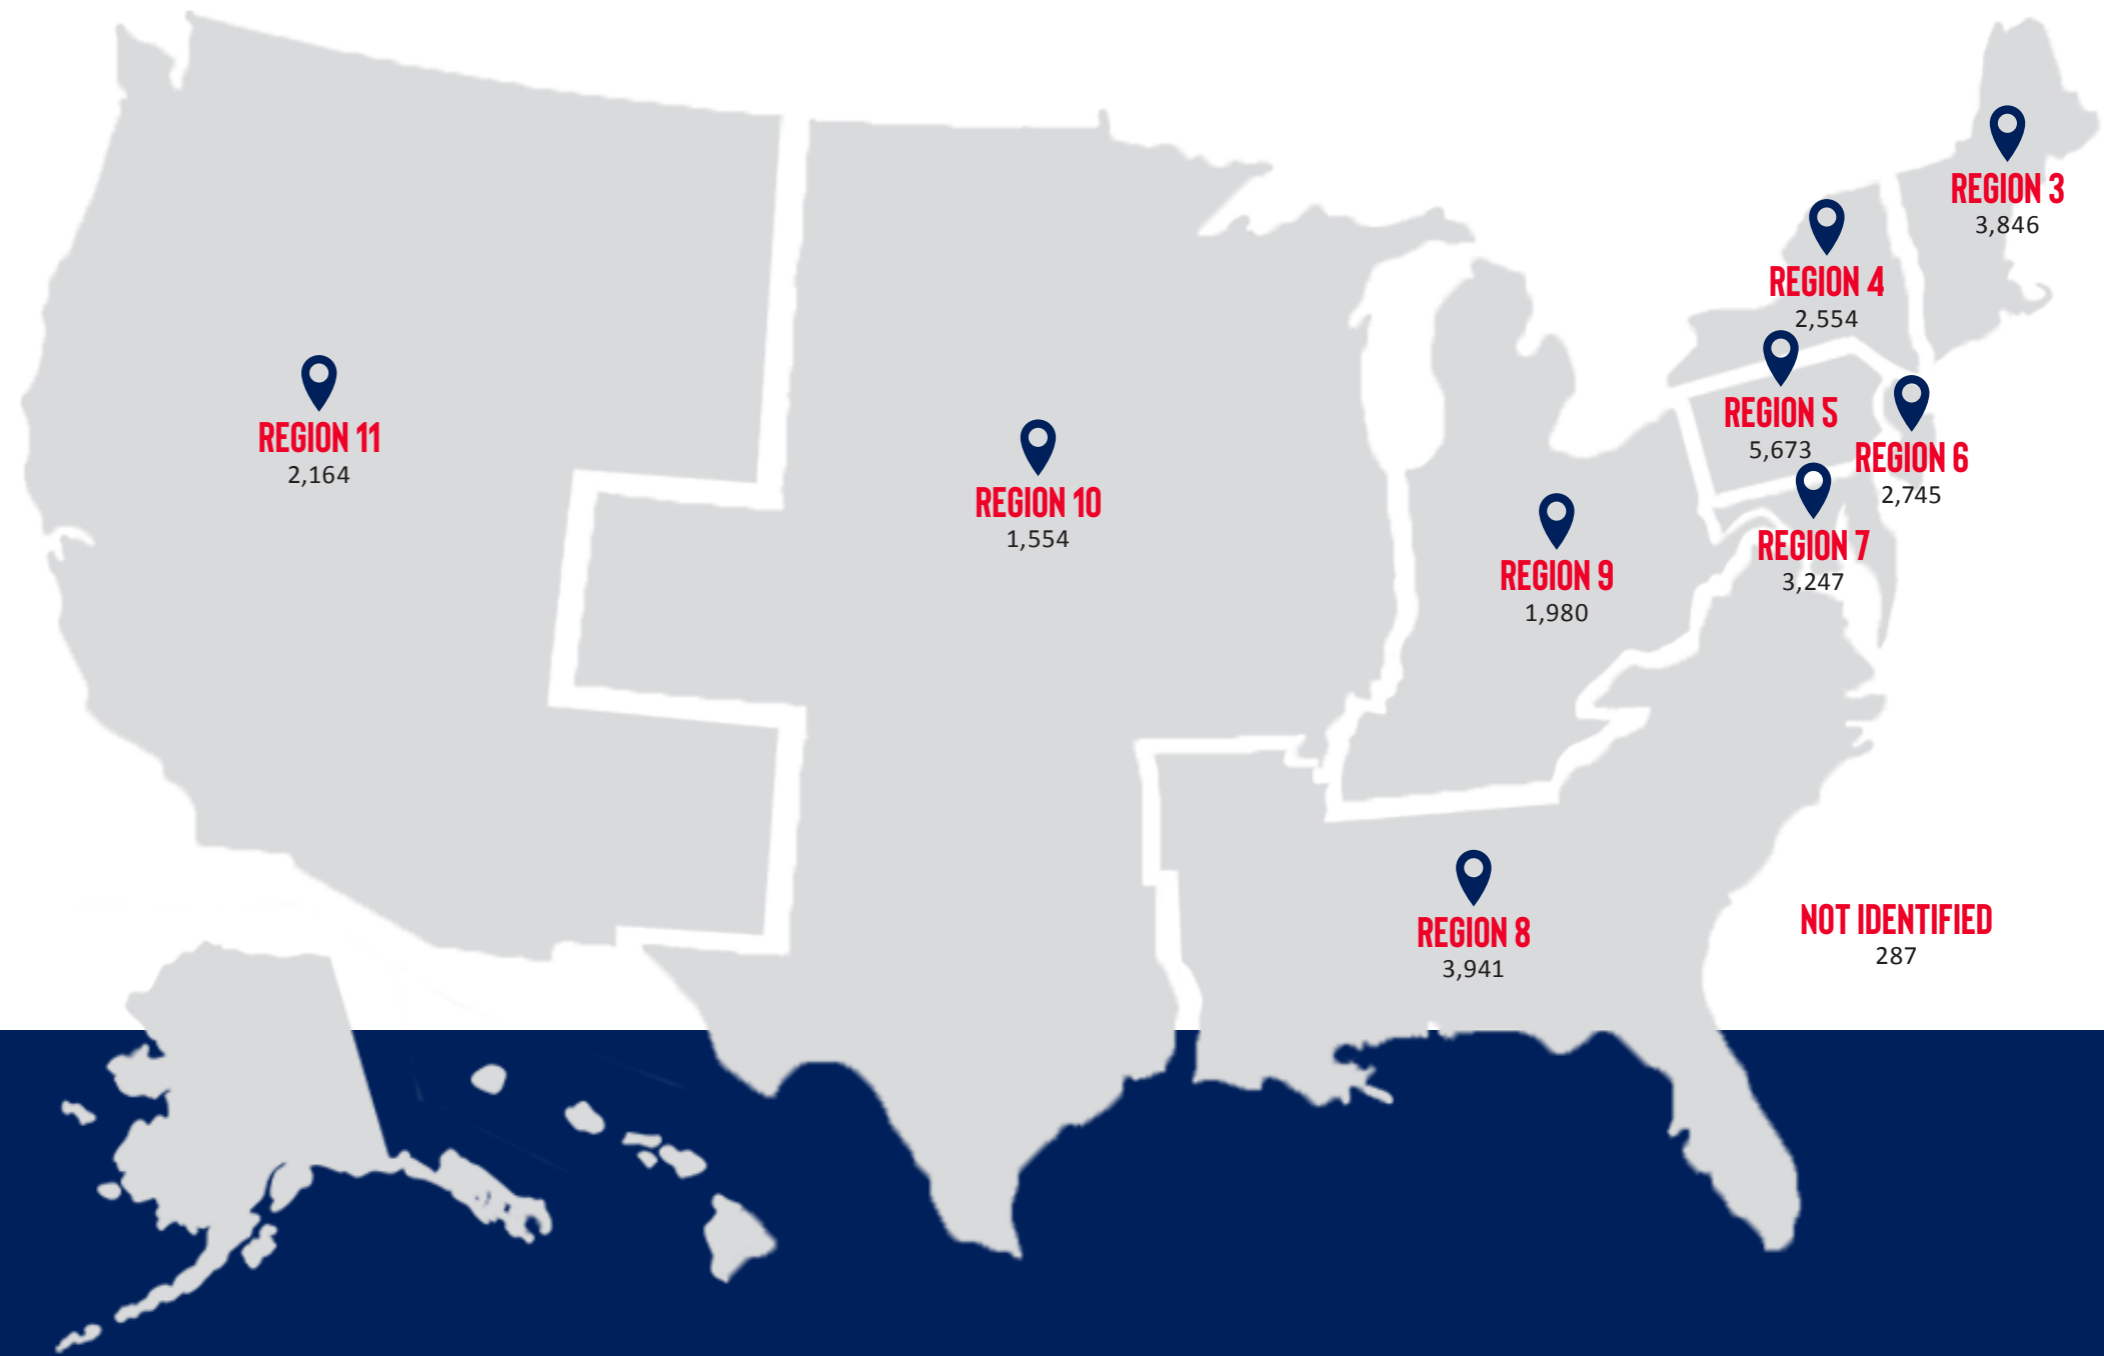 REGION 3
3,846
REGION 4
2,554
REGION 11
2,164
REGION 5
5,673
REGION 6
2,745
REGION 10
1,554
REGION 7
3,247
REGION 9
1,980
REGION 8
3,941
NOT IDENTIFIED
287